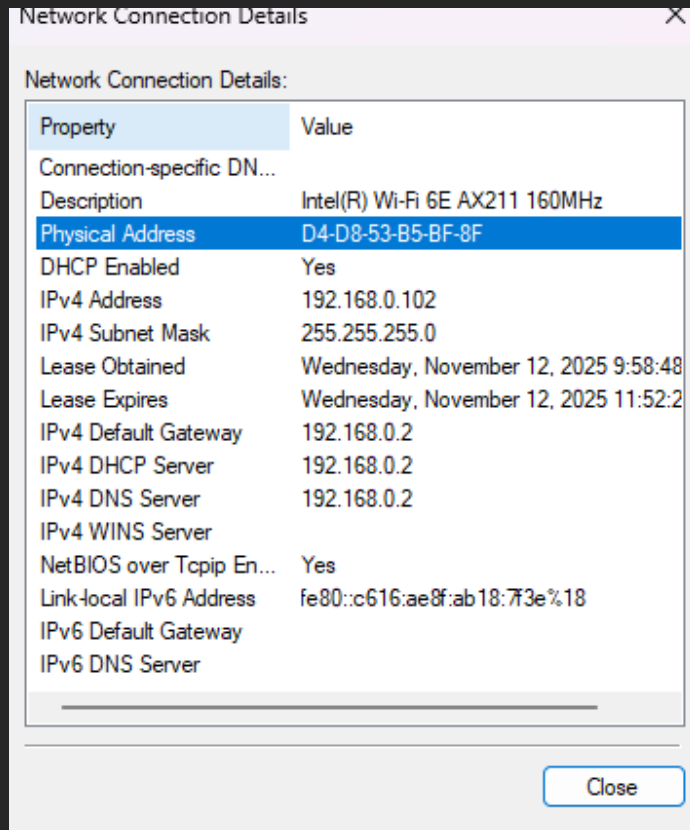 Network Connection Details
Network Connection Details:
Property Value
Connection-specific DN...
Description Intel(R) Wi-Fi 6E AX211 160MHz
Physical Address D4-D8-53-B5-BF-8F
DHCP Enabled Yes
IPv4 Address 192.168.0.102
IPv4 Subnet Mask 255.255.255.0
Lease Obtained Wednesday, November 12, 2025 9:58:48
Lease Expires Wednesday, November 12, 2025 11:52:2
IPv4 Default Gateway 192.168.0.2
IPv4 DHCP Server 192.168.0.2
IPv4 DNS Server 192.168.0.2
IPv4 WINS Server
NetBIOS over Tcpip En... Yes
Link-local IPv6 Address fe80::c616:ae8f:ab18:7f3e%18
IPv6 Default Gateway
IPv6 DNS Server
Close